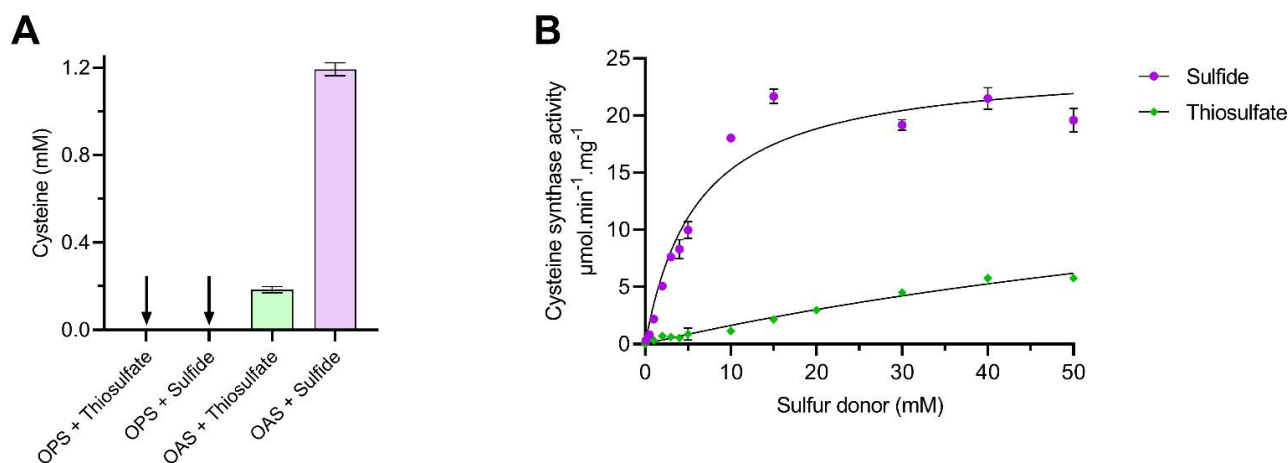 A
Cysteine (mM)
1.2
0.8
0.4
0.0
OPS + Thiosulfate
OPS + Sulfide
OAS + Thiosulfate
OAS + Sulfide
B
Cysteine synthase activity
µmol.min⁻¹.mg⁻¹
25
20
15
10
5
0
0 10 20 30 40 50
Sulfur donor (mM)
Sulfide
Thiosulfate